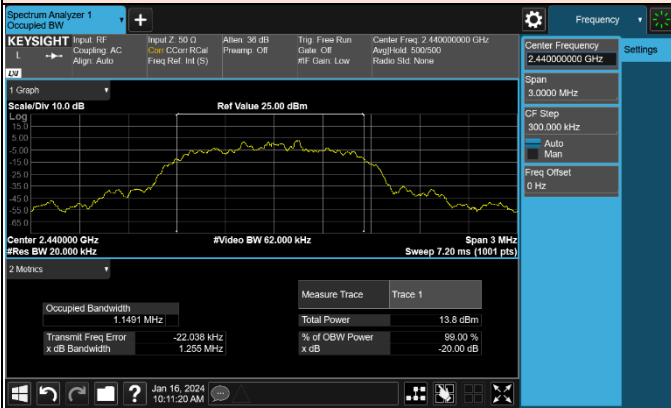 Spectrum Analyzer 1
Occupied BW
+
Frequency
KEYSIGHT
L
LXI
Input: RF
Coupling: AC
Align: Auto
Input Z: 50 Ω
Corr CCorr RCal
Freq Ref: Int (S)
Atten: 36 dB
Preamp: Off
Trig: Free Run
Gate: Off
#IF Gain: Low
Center Freq: 2.440000000 GHz
Avg|Hold: 500/500
Radio Std: None
Center Frequency
2.440000000 GHz
Settings
Span
3.0000 MHz
CF Step
300.000 kHz
Auto
Man
Freq Offset
0 Hz
1 Graph
Scale/Div 10.0 dB
Ref Value 25.00 dBm
Log
15.0
5.00
-5.00
-15.0
-25.0
-35.0
-45.0
-55.0
-65.0
Center 2.440000 GHz
#Video BW 62.000 kHz
Span 3 MHz
#Res BW 20.000 kHz
Sweep 7.20 ms (1001 pts)
2 Metrics
Measure Trace
Trace 1
Occupied Bandwidth
1.1491 MHz
Total Power
13.8 dBm
Transmit Freq Error
-22.038 kHz
% of OBW Power
99.00 %
x dB Bandwidth
1.255 MHz
x dB
-20.00 dB
?
Jan 16, 2024
10:11:20 AM